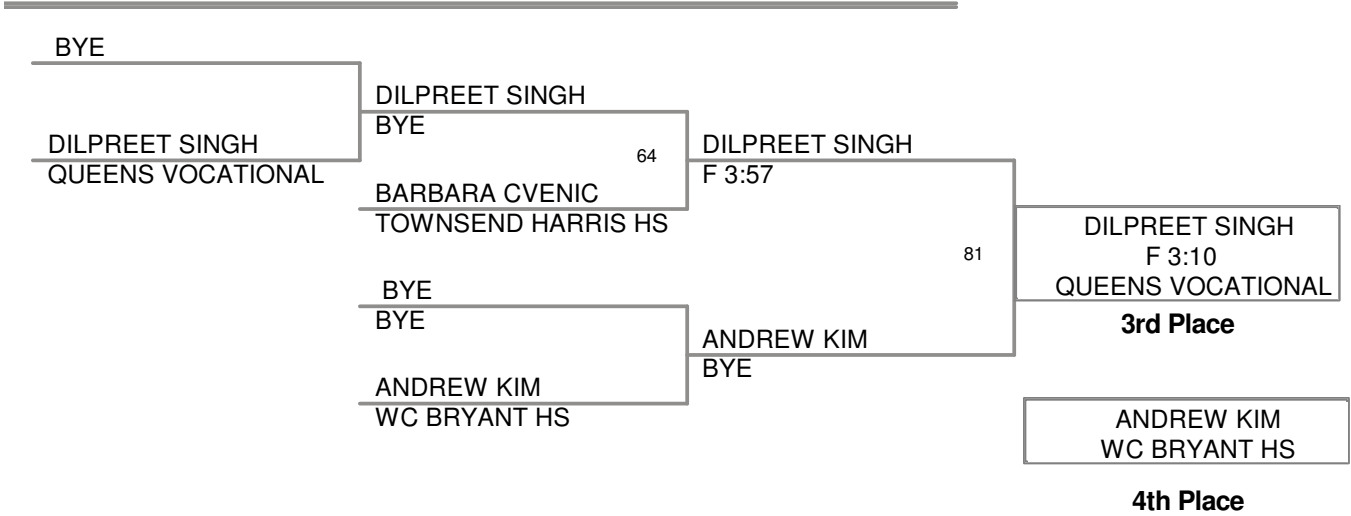 BYE
DILPREET SINGH
QUEENS VOCATIONAL
DILPREET SINGH
BYE
64
BARBARA CVENIC
TOWNSEND HARRIS HS
BYE
BYE
ANDREW KIM
WC BRYANT HS
DILPREET SINGH
F 3:57
81
ANDREW KIM
BYE
DILPREET SINGH
F 3:10
QUEENS VOCATIONAL
3rd Place
ANDREW KIM
WC BRYANT HS
4th Place